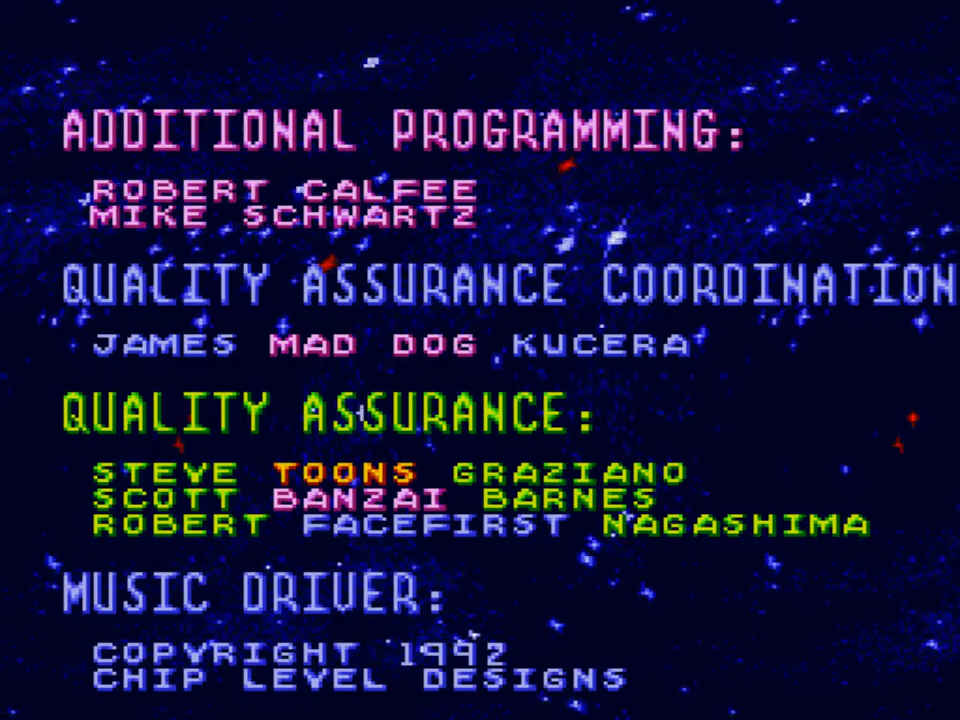 ADDITIONAL PROGRAMMING:
ROBERT CALFEE
MIKE SCHWARTZ
QUALITY ASSURANCE COORDINATION
JAMES MAD DOG KUCERA
QUALITY ASSURANCE:
STEVE TOONS GRAZIANO
SCOTT BANZAI BARNES
ROBERT FACEFIRST NAGASHIMA
MUSIC DRIVER:
COPYRIGHT 1992
CHIP LEVEL DESIGNS